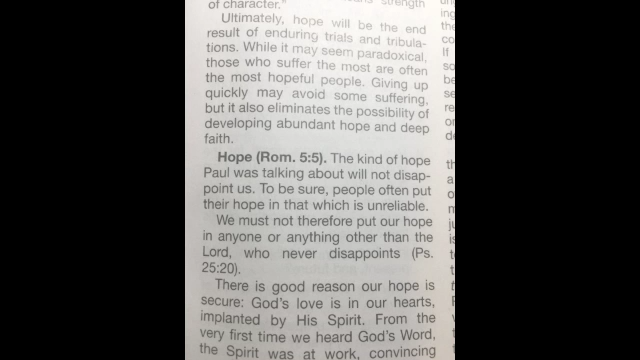 of character."
Ultimately, hope will be the end
result of enduring trials and tribula-
tions. While it may seem paradoxical,
those who suffer the most are often
the most hopeful people. Giving up
quickly may avoid some suffering,
but it also eliminates the possibility of
developing abundant hope and deep
faith.
Hope (Rom. 5:5). The kind of hope
Paul was talking about will not disap-
point us. To be sure, people often put
their hope in that which is unreliable.
We must not therefore put our hope
in anyone or anything other than the
Lord, who never disappoints (Ps.
25:20).
There is good reason our hope is
secure: God's love is in our hearts,
implanted by His Spirit. From the
very first time we heard God's Word,
the Spirit was at work, convincing